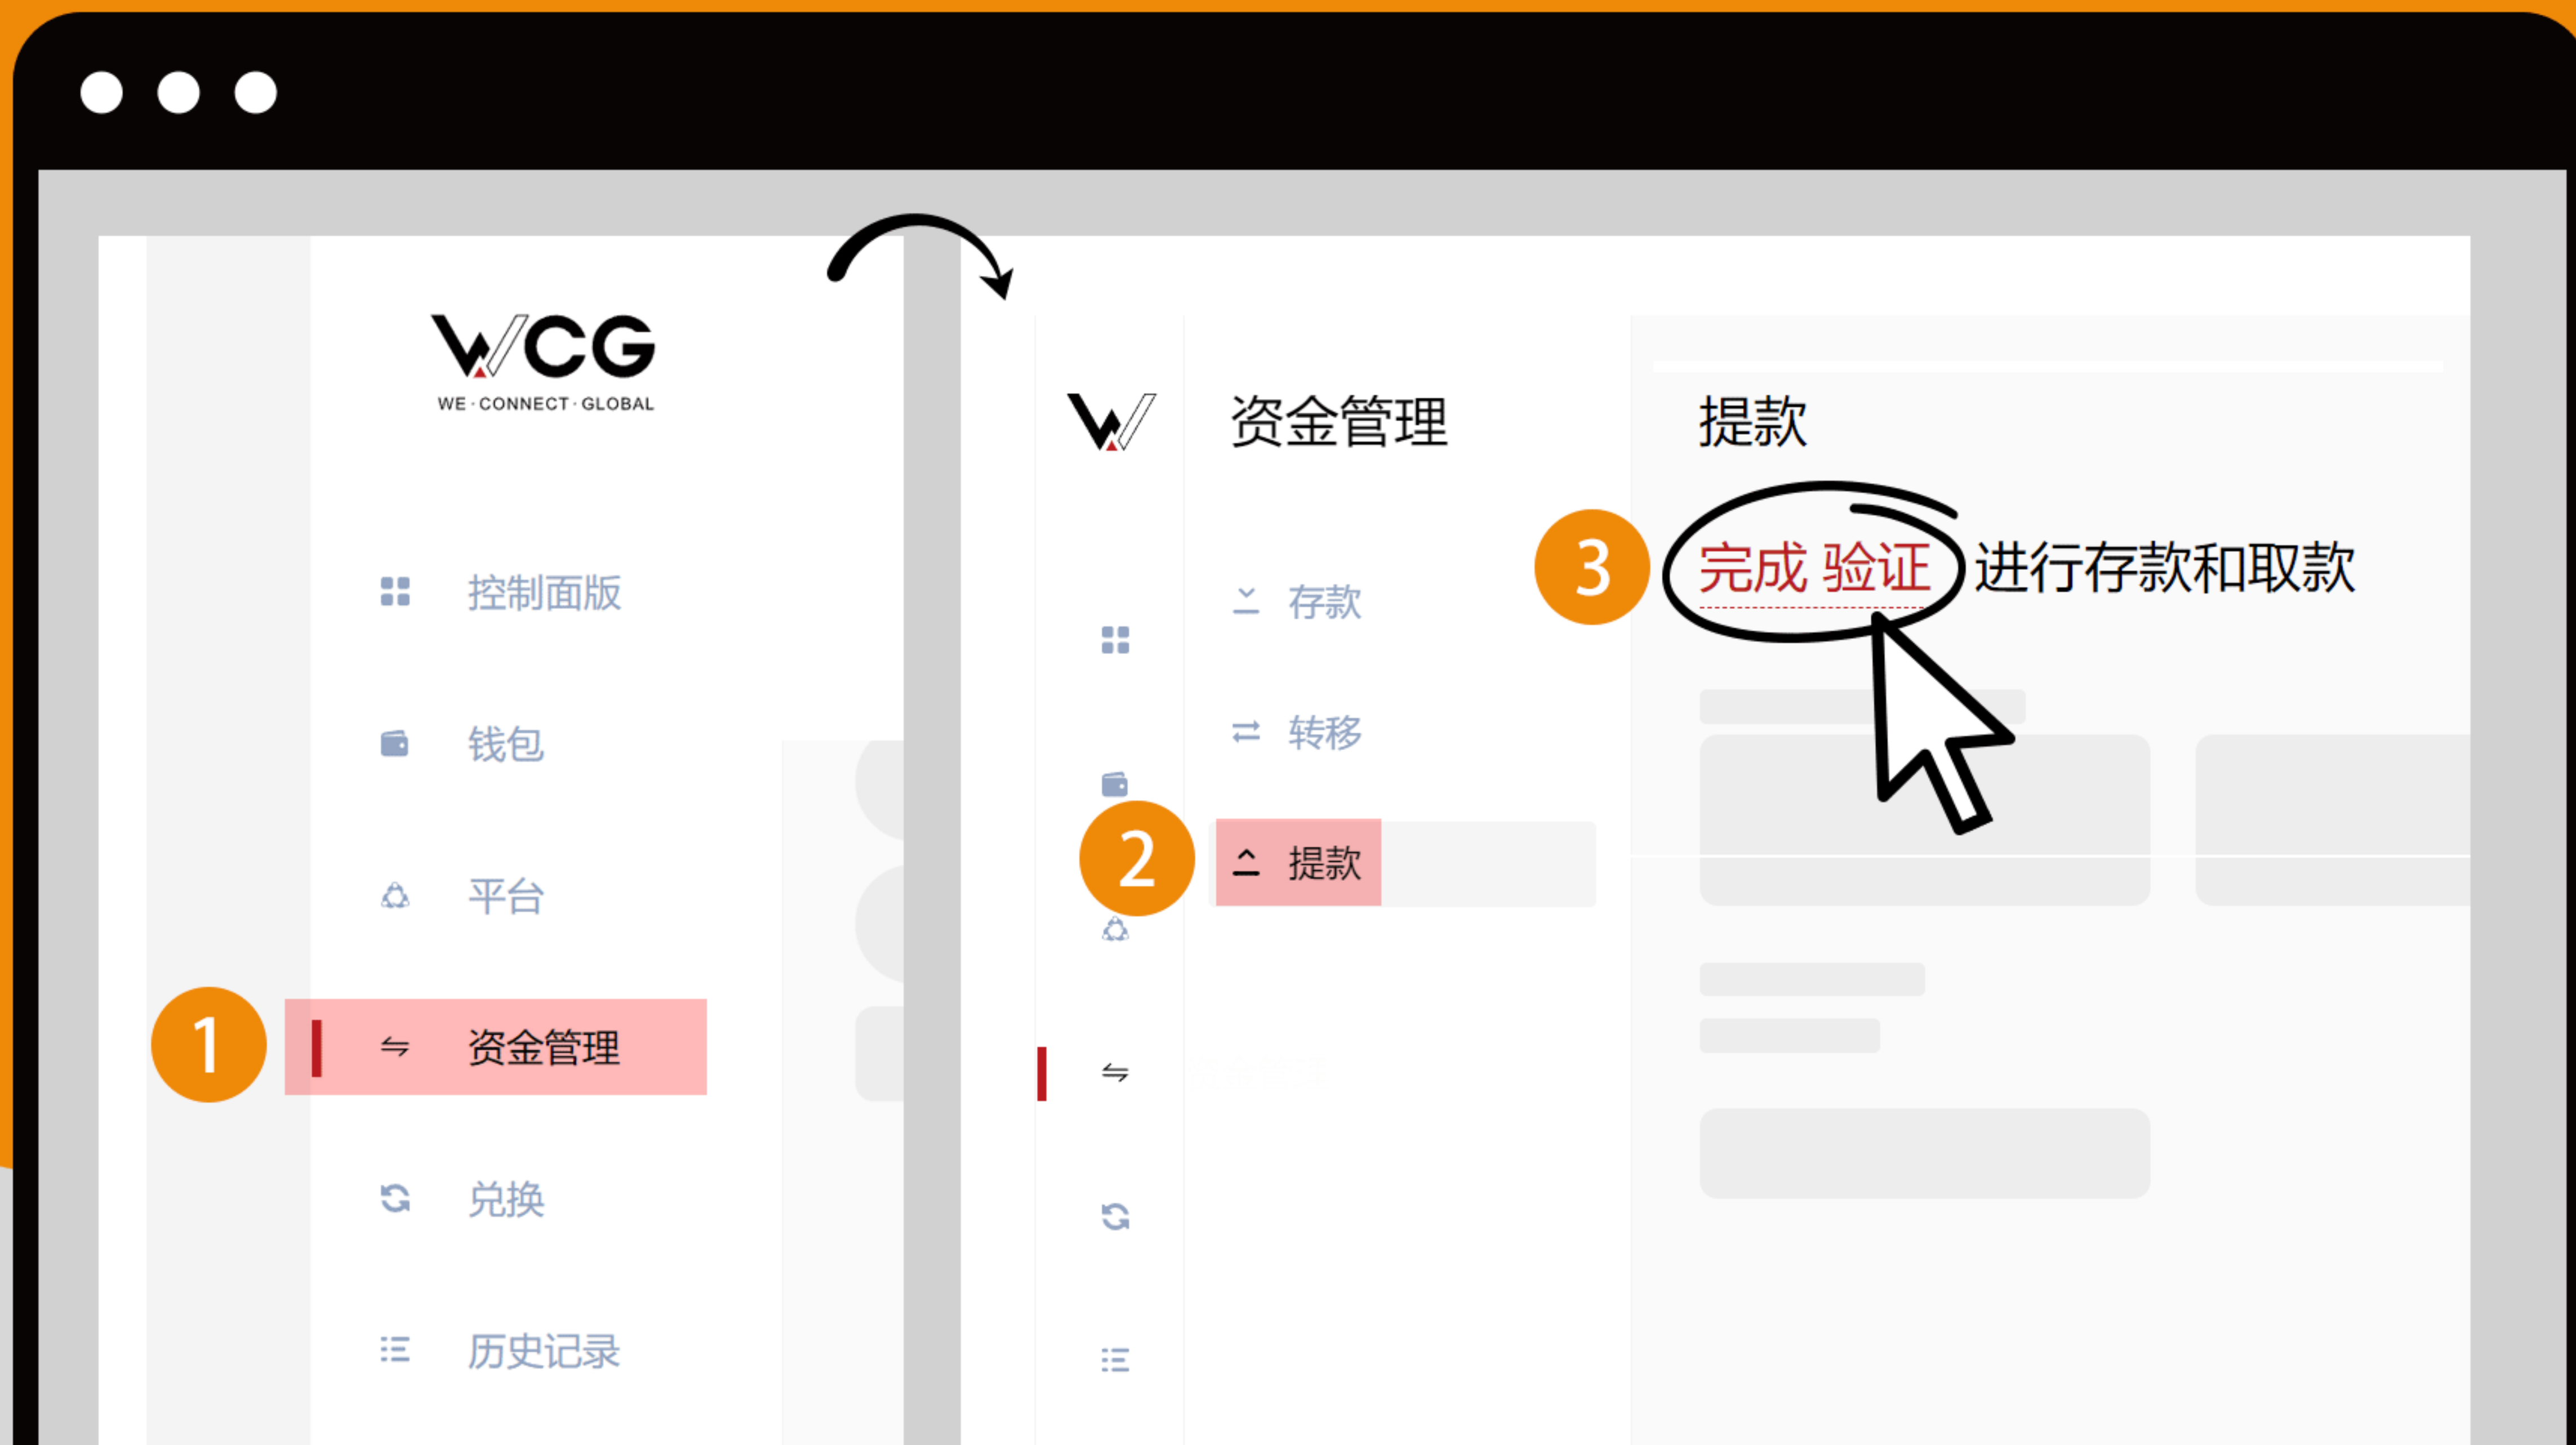 WCG
WE·CONNECT·GLOBAL
控制面版
钱包
平台
1
资金管理
兑换
历史记录
资金管理
存款
转移
2
提款
提款
3
完成 验证 进行存款和取款